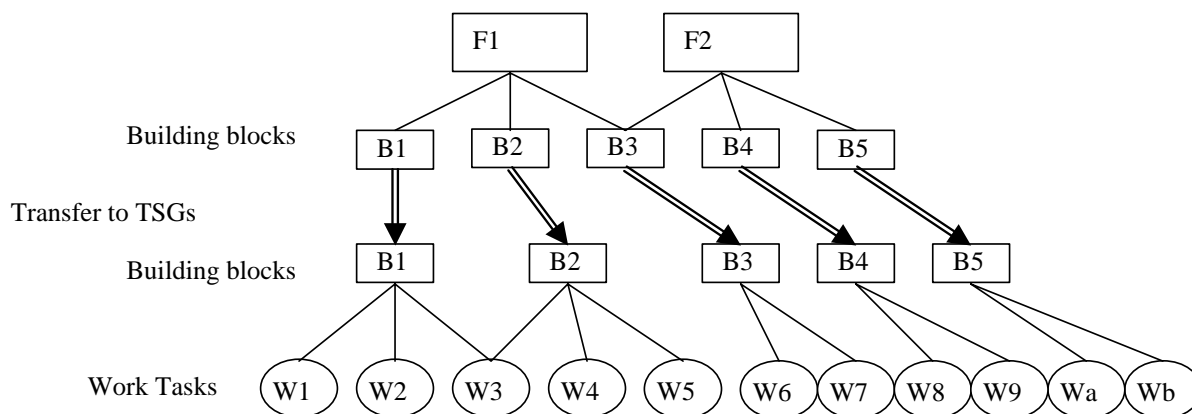 F1 F2
Building blocks B1 B2 B3 B4 B5
Transfer to TSGs
Building blocks B1 B2 B3 B4 B5
Work Tasks W1 W2 W3 W4 W5 W6 W7 W8 W9 Wa Wb